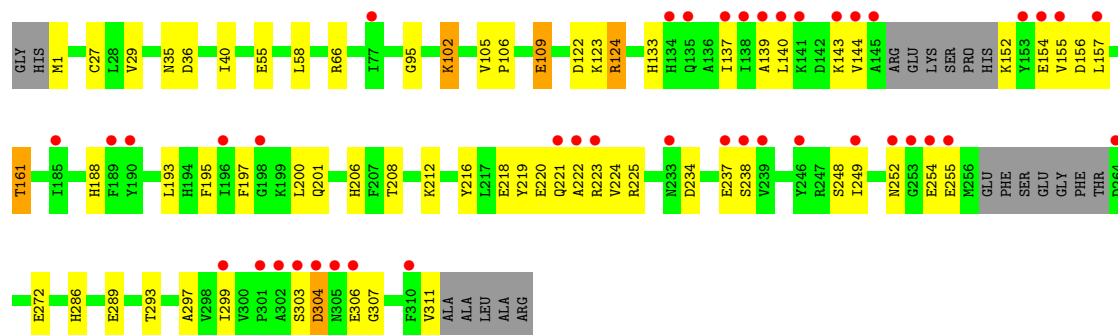 GLY HIS M1 C27 L28 V29 N35 D36 I40 E55 L58 R66 I77 G95 K102 V105 P106 E109 D122 K123 R124 H133 H134 Q135 A136 I137 I138 A139 L140 K141 D142 K143 V144 A145 ARG GLU LYS SER PRO HIS K152 Y153 E154 V155 D156 L157
T161 I185 H188 F189 Y190 L193 H194 F195 I196 F197 G198 K199 L200 Q201 H206 F207 T208 K212 Y216 L217 E218 Y219 E220 Q221 A222 R223 V224 R225 N233 D234 E237 S238 V239 Y246 R247 S248 I249 N252 G253 E254 E255 M256 GLU PHE SER GLU GLY PHE THR D264
E272 H286 E289 T293 A297 V298 I299 V300 P301 A302 S303 D304 N305 E306 G307 F310 V311 ALA ALA LEU ALA ARG